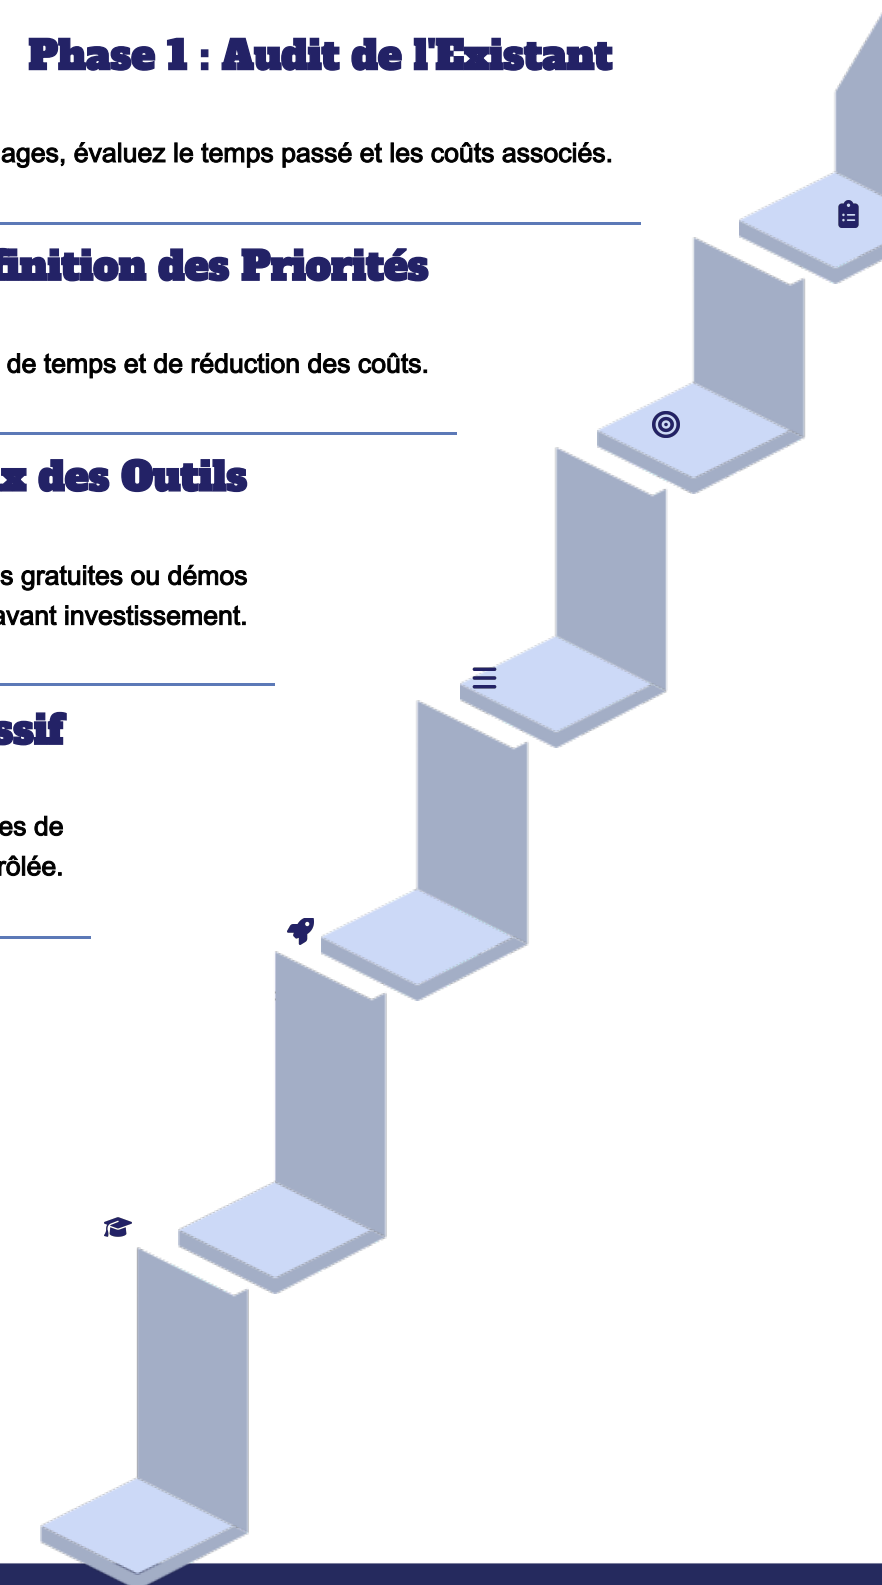 Phase 1 : Audit de l'Existant
ages, évaluez le temps passé et les coûts associés.
finition des Priorités
de temps et de réduction des coûts.
x des Outils
s gratuites ou démos
avant investissement.
ssif
es de
rôlée.